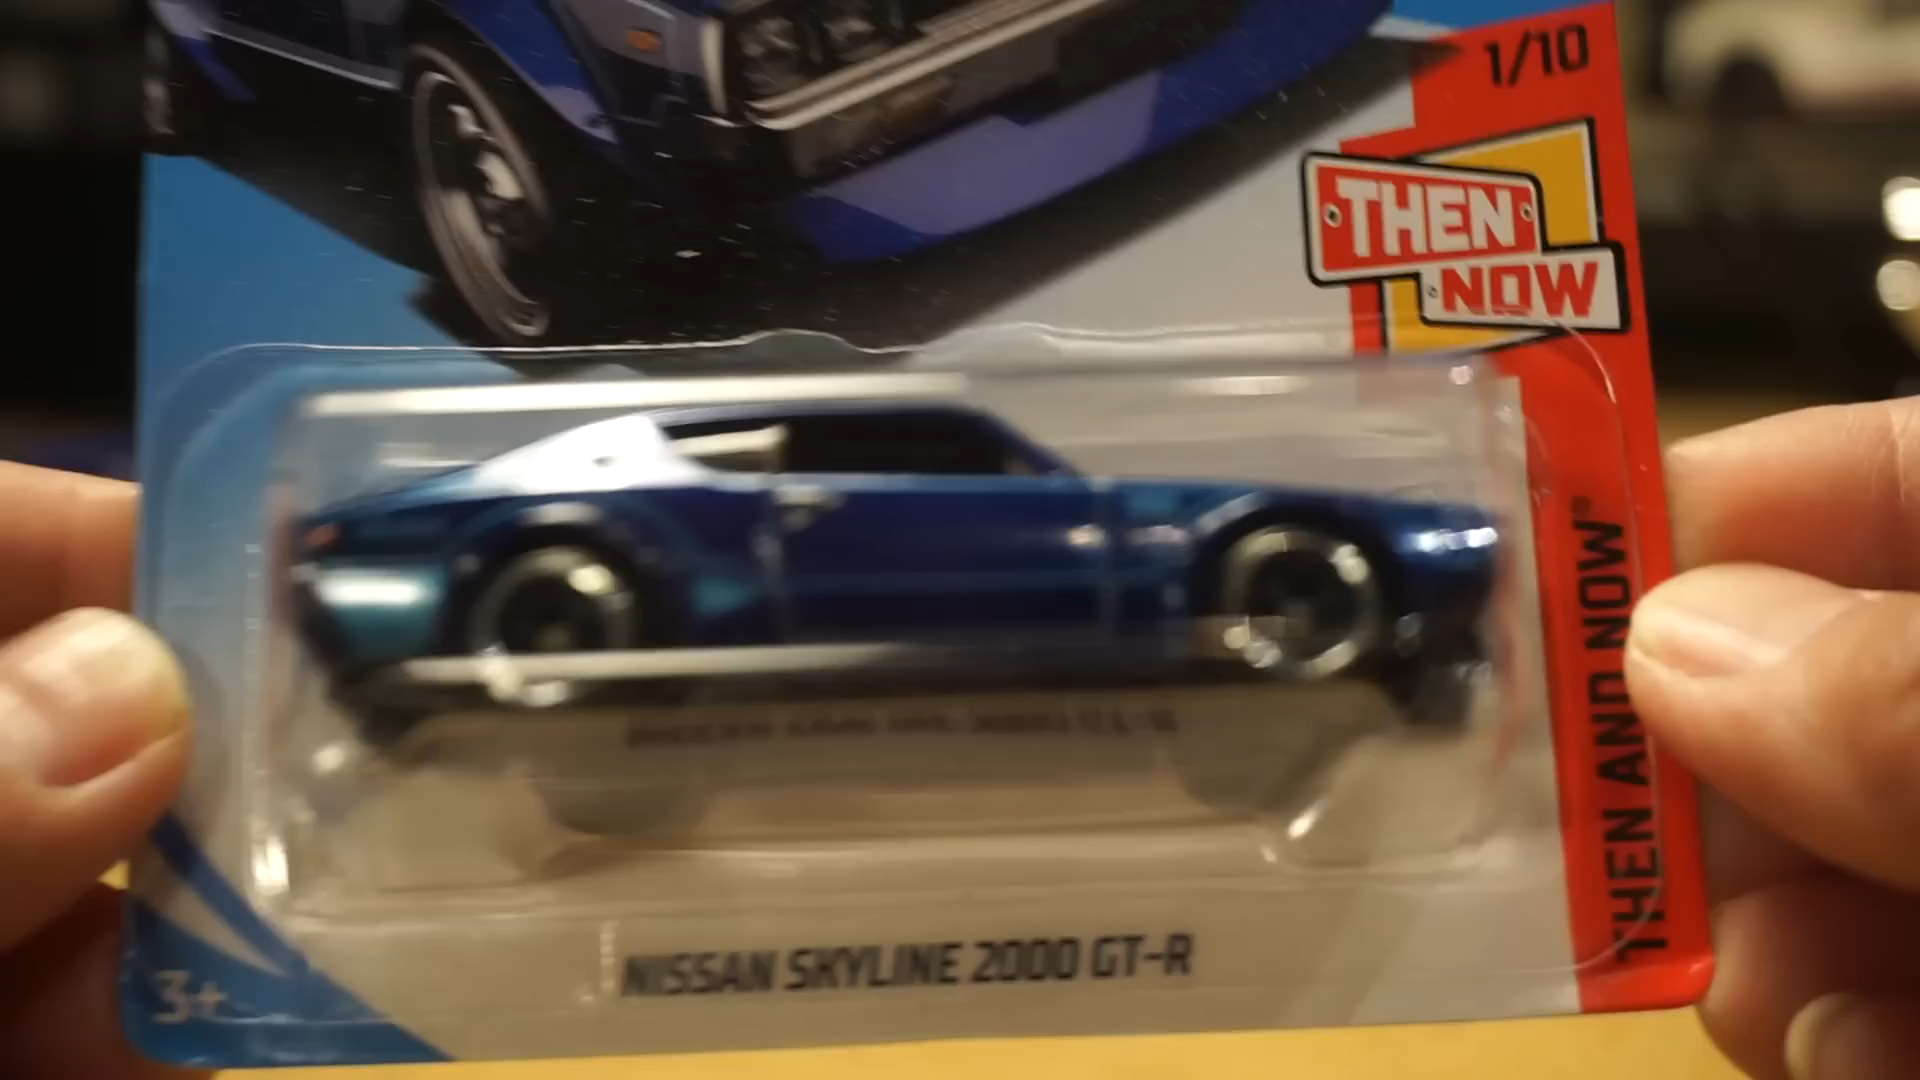 1/10
THEN
NOW
THEN AND NOW®
NISSAN SKYLINE 2000 GT-R
3+